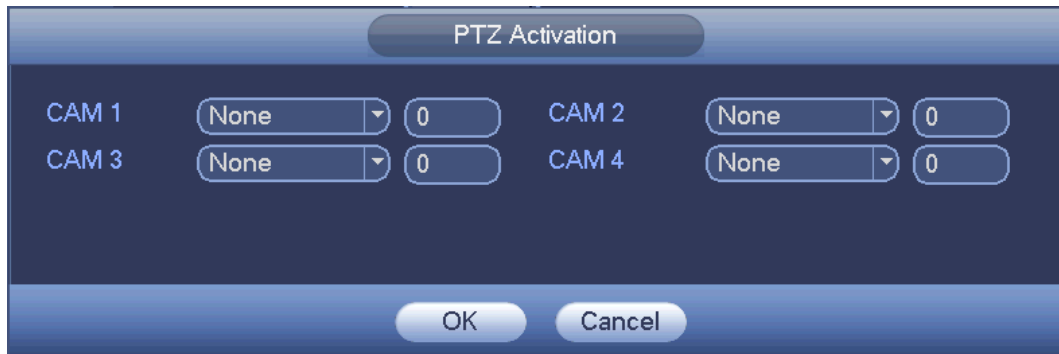 PTZ Activation
CAM 1 None 0 CAM 2 None 0
CAM 3 None 0 CAM 4 None 0
OK Cancel